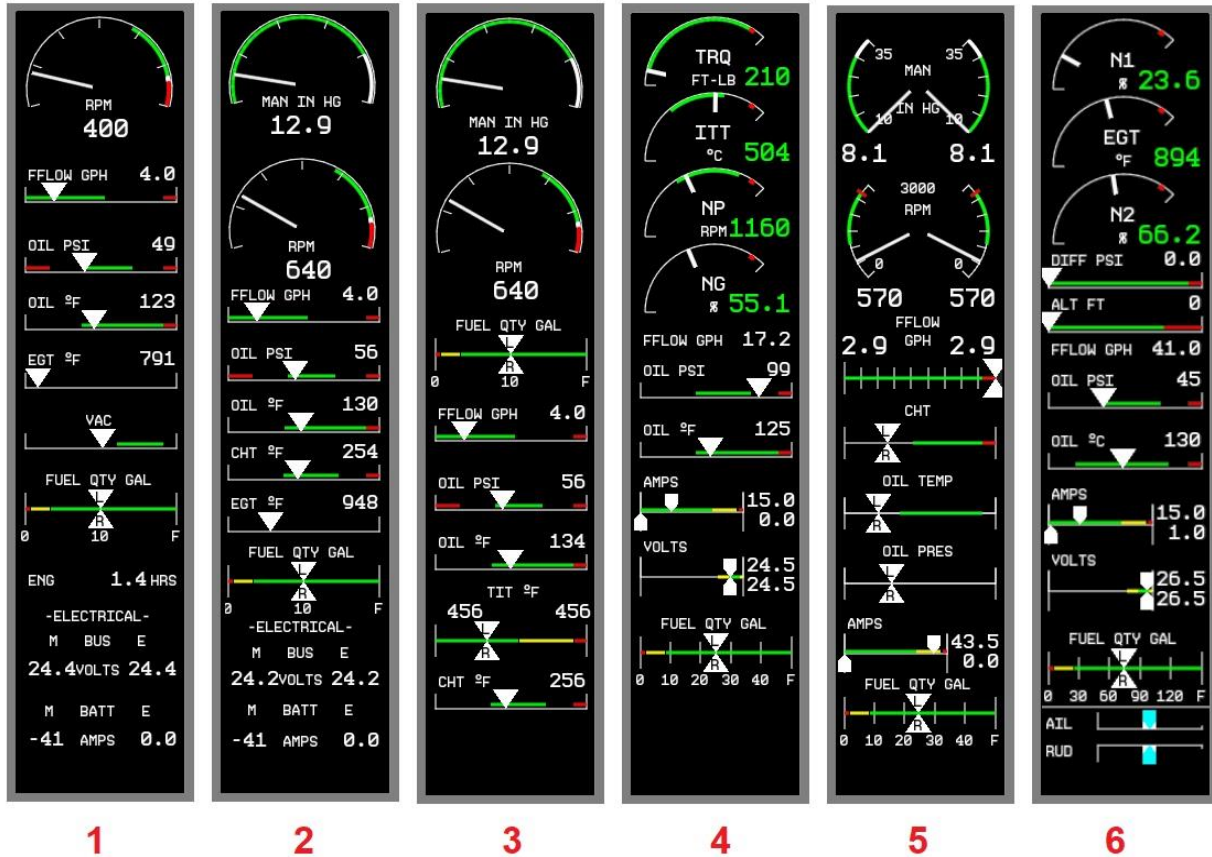 RPM
400
FFLOW GPH 4.0
OIL PSI 49
OIL ºF 123
EGT ºF 791
VAC
FUEL QTY GAL
L
R
0 10 F
ENG 1.4 HRS
-ELECTRICAL-
M BUS E
24.4 VOLTS 24.4
M BATT E
-41 AMPS 0.0
1
MAN IN HG
12.9
RPM
640
FFLOW GPH 4.0
OIL PSI 56
OIL ºF 130
CHT ºF 254
EGT ºF 948
FUEL QTY GAL
L
R
0 10 F
-ELECTRICAL-
M BUS E
24.2 VOLTS 24.2
M BATT E
-41 AMPS 0.0
2
MAN IN HG
12.9
RPM
640
FUEL QTY GAL
L
R
0 10 F
FFLOW GPH 4.0
OIL PSI 56
OIL ºF 134
TIT ºF
456 456
L
R
CHT ºF 256
3
TRQ
FT-LB 210
ITT
ºC 504
NP
RPM 1160
NG
% 55.1
FFLOW GPH 17.2
OIL PSI 99
OIL ºF 125
AMPS
15.0
0.0
VOLTS
24.5
24.5
FUEL QTY GAL
L
R
0 10 20 30 40 F
4
35 MAN 35
10 IN HG 10
8.1 8.1
3000
RPM
0 0
570 570
FFLOW
2.9 GPH 2.9
CHT
L
R
OIL TEMP
L
R
OIL PRES
L
R
AMPS
43.5
0.0
FUEL QTY GAL
L
R
0 10 20 30 40 F
5
N1
% 23.6
EGT
ºF 894
N2
% 66.2
DIFF PSI 0.0
ALT FT 0
FFLOW GPH 41.0
OIL PSI 45
OIL ºC 130
AMPS
15.0
1.0
VOLTS
26.5
26.5
FUEL QTY GAL
L
R
0 30 60 90 120 F
AIL
RUD
6